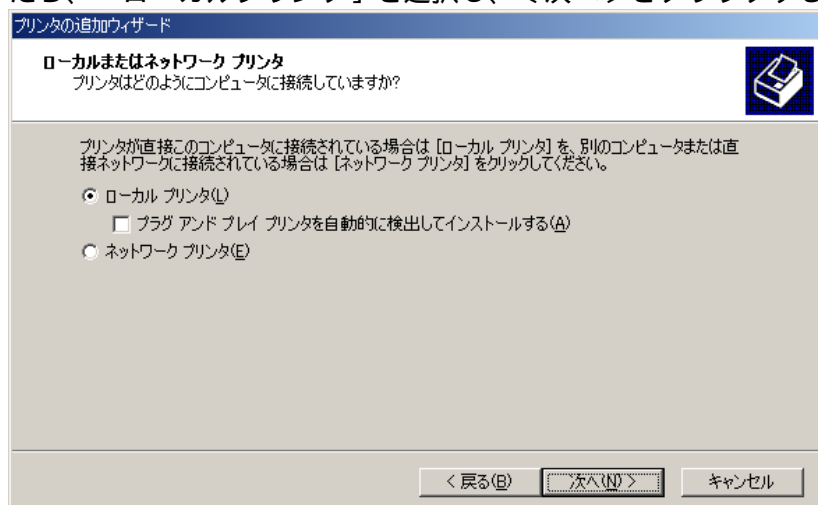 プリンタの追加ウィザード
ローカルまたはネットワーク プリンタ
プリンタはどのようにコンピュータに接続していますか?
プリンタが直接このコンピュータに接続されている場合は [ローカル プリンタ] を、別のコンピュータまたは直
接ネットワークに接続されている場合は [ネットワーク プリンタ] をクリックしてください。
ローカル プリンタ(L)
プラグ アンド プレイ プリンタを自動的に検出してインストールする(A)
ネットワーク プリンタ(E)
< 戻る(B) 次へ(N) > キャンセル